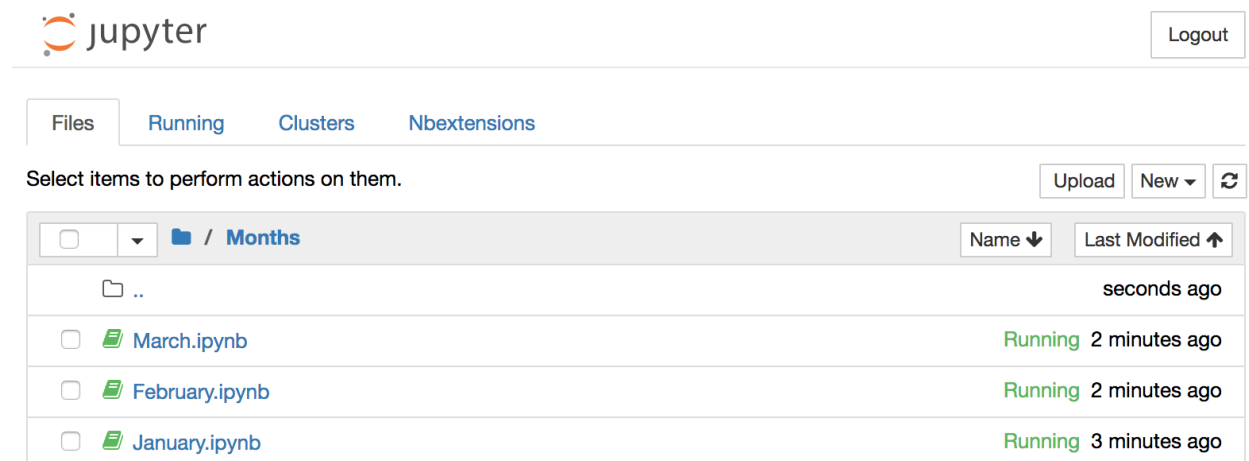 jupyter
Logout
Files Running Clusters Nbextensions
Select items to perform actions on them.
Upload New
/ Months Name Last Modified
.. seconds ago
March.ipynb Running 2 minutes ago
February.ipynb Running 2 minutes ago
January.ipynb Running 3 minutes ago